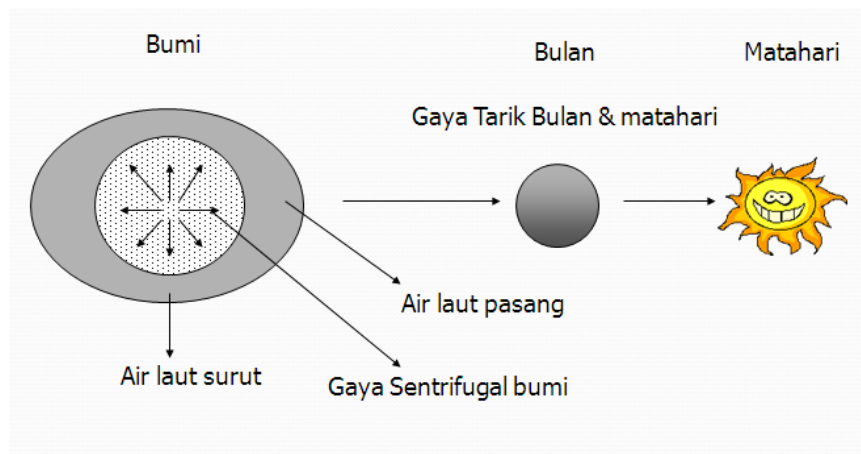 Bumi
Bulan
Matahari
Gaya Tarik Bulan & matahari
Air laut pasang
Air laut surut
Gaya Sentrifugal bumi